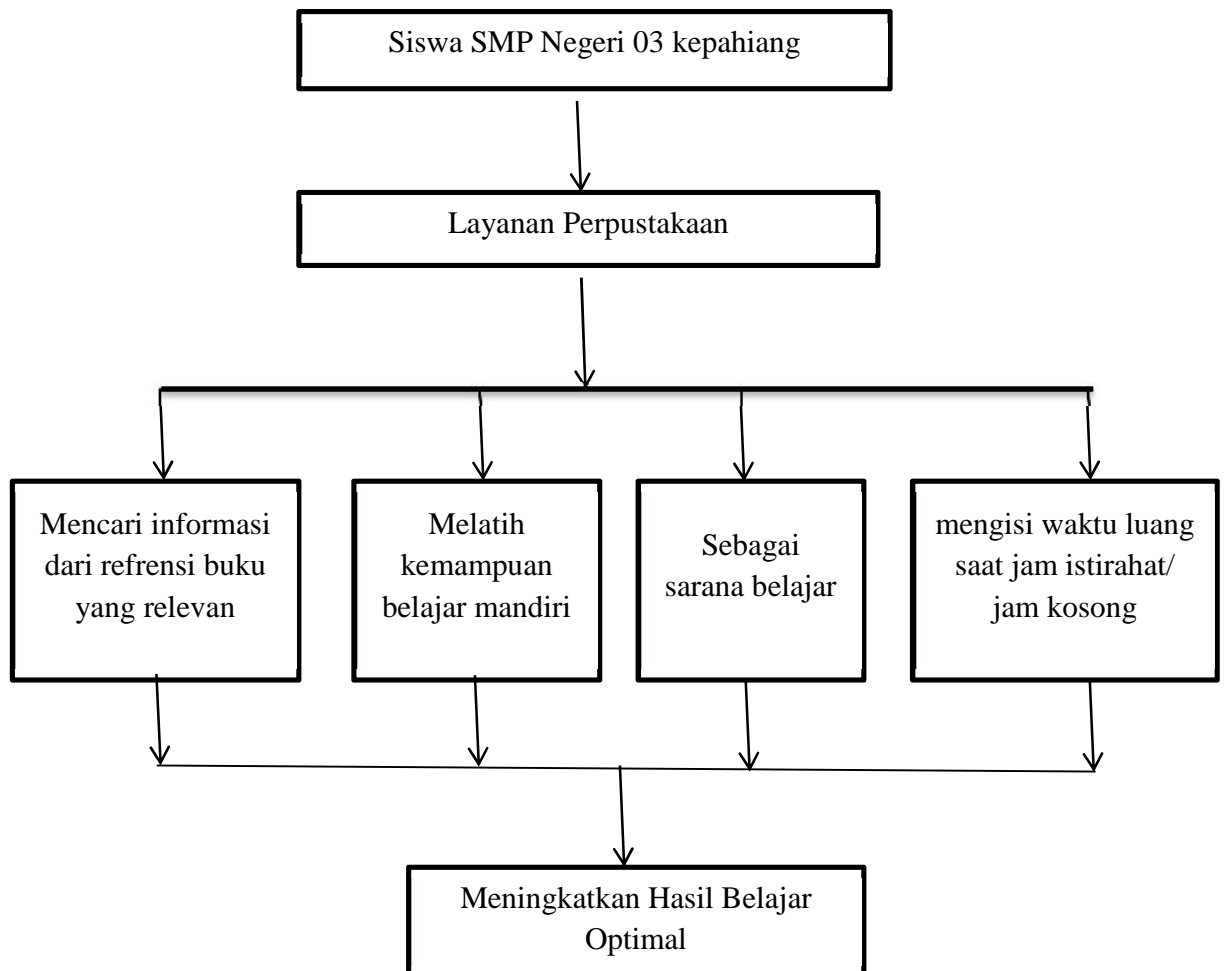 Siswa SMP Negeri 03 kepahiang
Layanan Perpustakaan
Mencari informasi
dari refrensi buku
yang relevan
Melatih
kemampuan
belajar mandiri
Sebagai
sarana belajar
mengisi waktu luang
saat jam istirahat/
jam kosong
Meningkatkan Hasil Belajar
Optimal